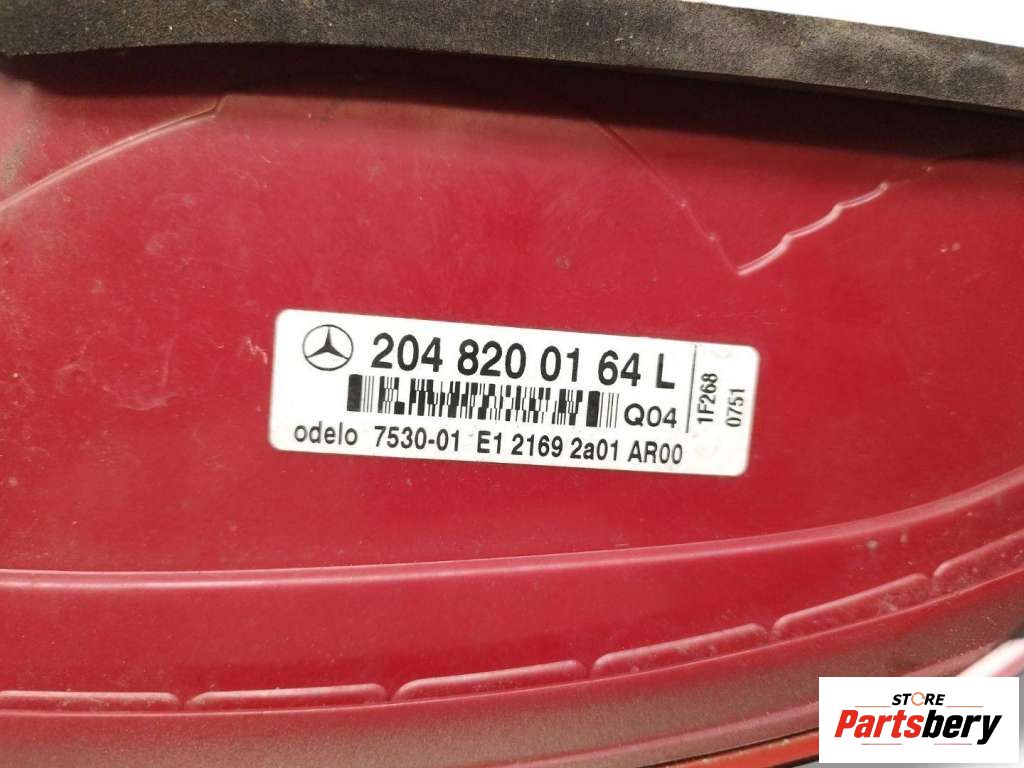 204 820 01 64 L
Q04
odelo 7530-01 E1 2169 2a01 AR00
1F268
0751
STORE
Partsbery